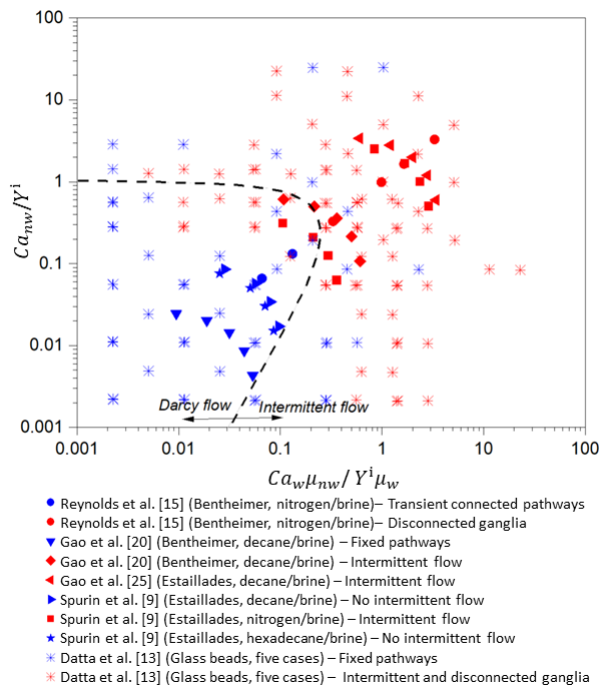 100
10
1
0.1
0.01
0.001
Ca_{nw}/Y^i
Darcy flow
Intermittent flow
0.001
0.01
0.1
1
10
100
Ca_wμ_{nw}/Y^iμ_w
Reynolds et al. [15] (Bentheimer, nitrogen/brine)– Transient connected pathways
Reynolds et al. [15] (Bentheimer, nitrogen/brine)– Disconnected ganglia
Gao et al. [20] (Bentheimer, decane/brine) – Fixed pathways
Gao et al. [20] (Bentheimer, decane/brine) – Intermittent flow
Gao et al. [25] (Estaillades, decane/brine) – Intermittent flow
Spurin et al. [9] (Estaillades, decane/brine) – No intermittent flow
Spurin et al. [9] (Estaillades, nitrogen/brine) – Intermittent flow
Spurin et al. [9] (Estaillades, hexadecane/brine) – No intermittent flow
Datta et al. [13] (Glass beads, five cases) – Fixed pathways
Datta et al. [13] (Glass beads, five cases) – Intermittent and disconnected ganglia